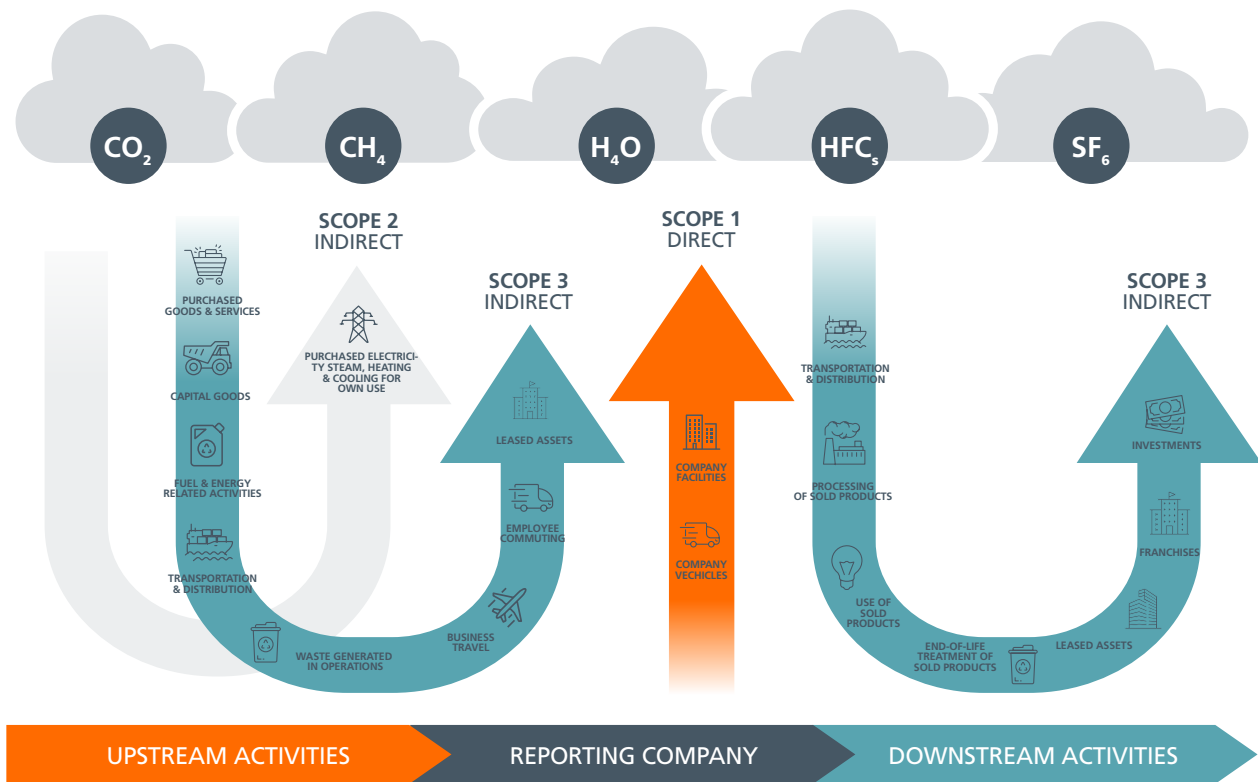 CO₂
CH₄
H₄O
HFCₛ
SF₆
SCOPE 2
INDIRECT
SCOPE 1
DIRECT
SCOPE 3
INDIRECT
SCOPE 3
INDIRECT
PURCHASED
GOODS & SERVICES
CAPITAL GOODS
FUEL & ENERGY
RELATED ACTIVITIES
TRANSPORTATION
& DISTRIBUTION
WASTE GENERATED
IN OPERATIONS
BUSINESS
TRAVEL
EMPLOYEE
COMMUTING
LEASED ASSETS
PURCHASED ELECTRICI-
TY STEAM, HEATING
& COOLING FOR
OWN USE
COMPANY
FACILITIES
COMPANY
VECHICLES
TRANSPORTATION
& DISTRIBUTION
PROCESSING
OF SOLD PRODUCTS
USE OF
SOLD
PRODUCTS
END-OF-LIFE
TREATMENT OF
SOLD PRODUCTS
LEASED ASSETS
FRANCHISES
INVESTMENTS
UPSTREAM ACTIVITIES
REPORTING COMPANY
DOWNSTREAM ACTIVITIES